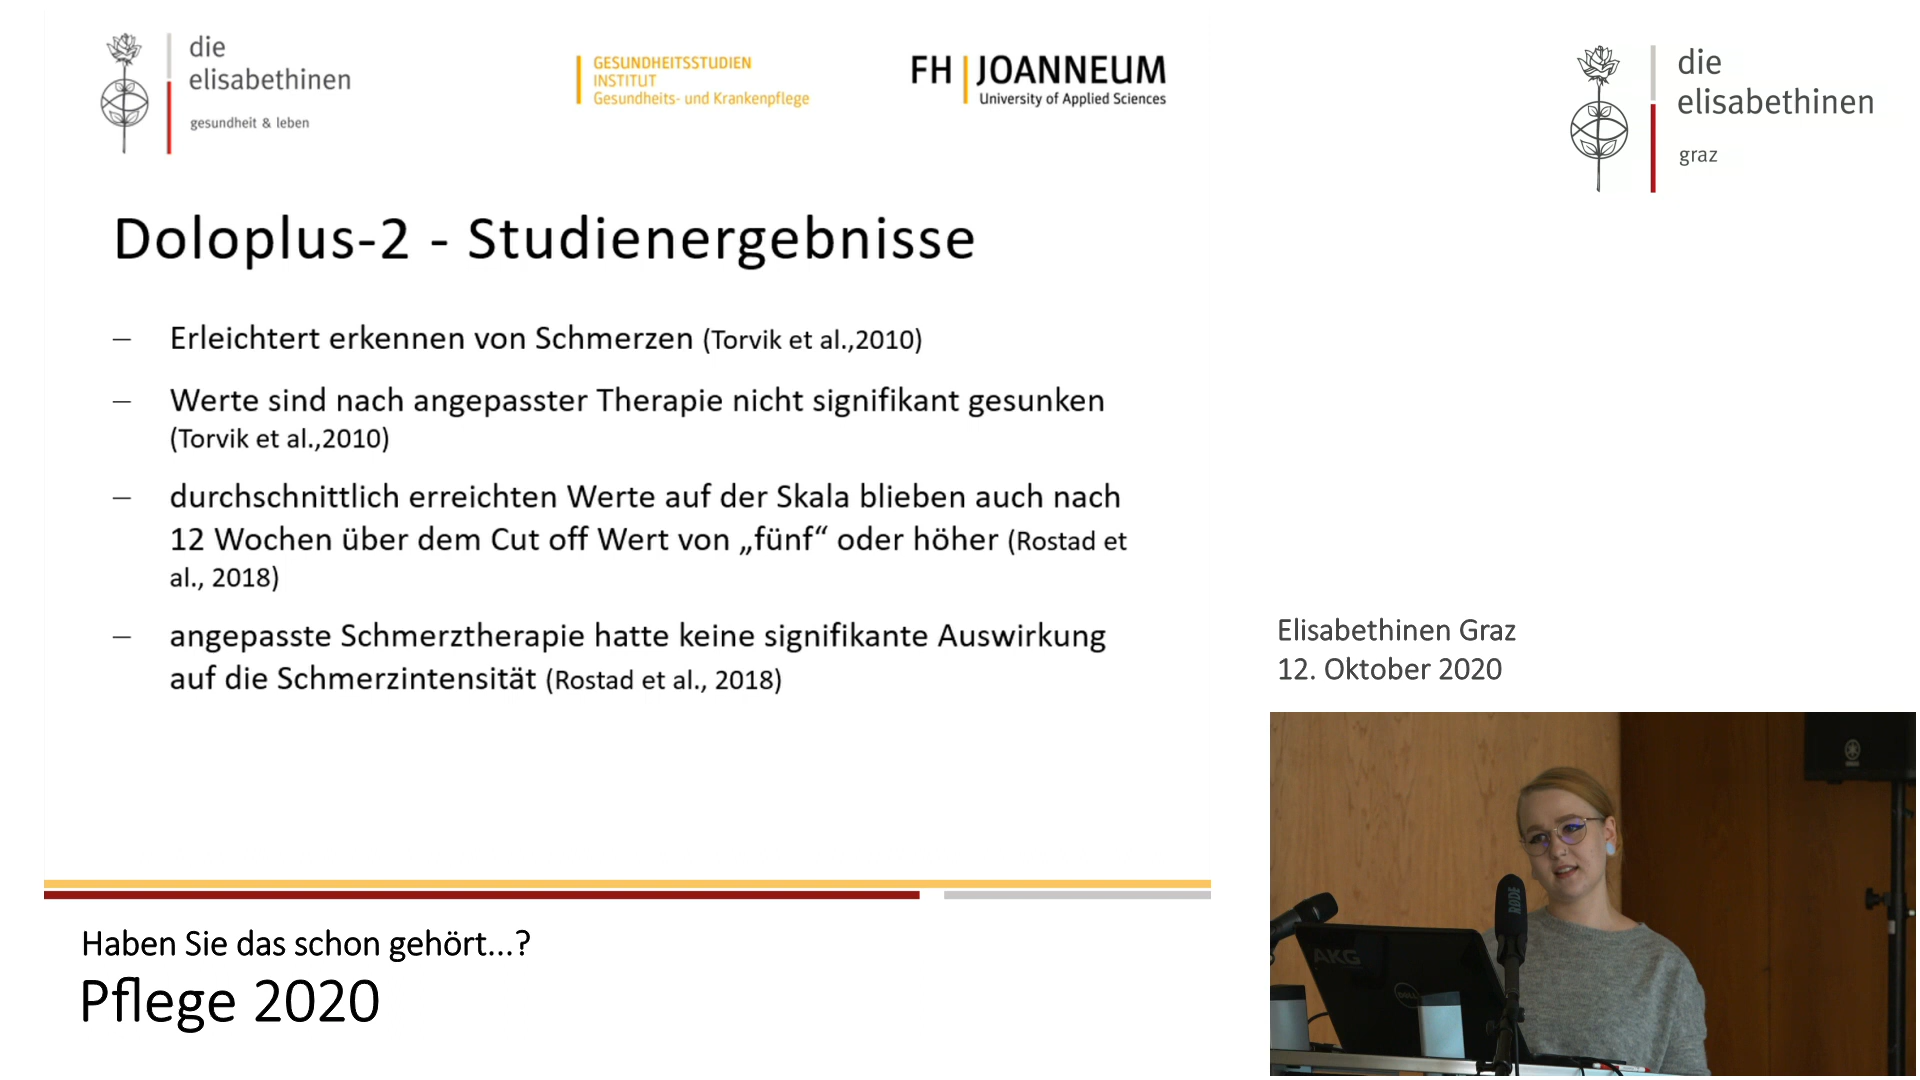 die
elisabethinen
gesundheit & leben
GESUNDHEITSSTUDIEN
INSTITUT
Gesundheits- und Krankenpflege
FH JOANNEUM
University of Applied Sciences
die
elisabethinen
graz
Doloplus-2 - Studienergebnisse
– Erleichtert erkennen von Schmerzen (Torvik et al.,2010)
– Werte sind nach angepasster Therapie nicht signifikant gesunken
(Torvik et al.,2010)
– durchschnittlich erreichten Werte auf der Skala blieben auch nach
12 Wochen über dem Cut off Wert von „fünf“ oder höher (Rostad et
al., 2018)
– angepasste Schmerztherapie hatte keine signifikante Auswirkung
auf die Schmerzintensität (Rostad et al., 2018)
Elisabethinen Graz
12. Oktober 2020
RØDE
AKG
DELL
Haben Sie das schon gehört...?
Pflege 2020